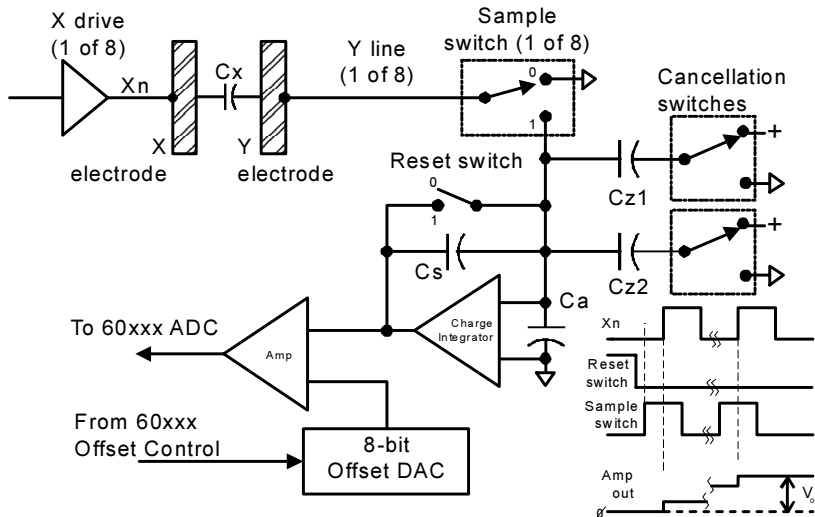 X drive
(1 of 8)
Xn
Cx
X
Y
electrode
electrode
Y line
(1 of 8)
Sample
switch (1 of 8)
0
1
Cancellation
switches
+
Cz1
+
Cz2
Reset switch
0
1
Cs
Ca
Charge
Integrator
Amp
To 60xxx ADC
From 60xxx
Offset Control
8-bit
Offset DAC
Xn
Reset
switch
Sample
switch
Amp
out
0
Vo